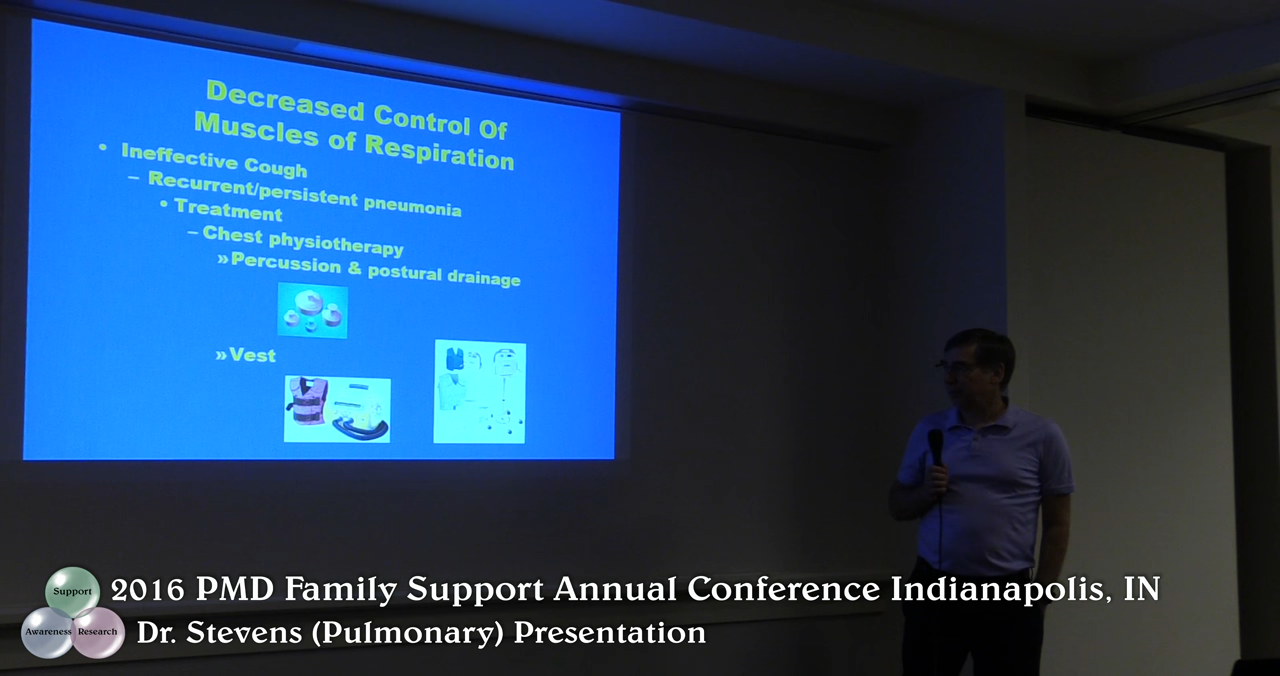 Decreased Control Of
Muscles of Respiration
• Ineffective Cough
– Recurrent/persistent pneumonia
• Treatment
– Chest physiotherapy
» Percussion & postural drainage
» Vest
Support
Awareness Research
2016 PMD Family Support Annual Conference Indianapolis, IN
Dr. Stevens (Pulmonary) Presentation